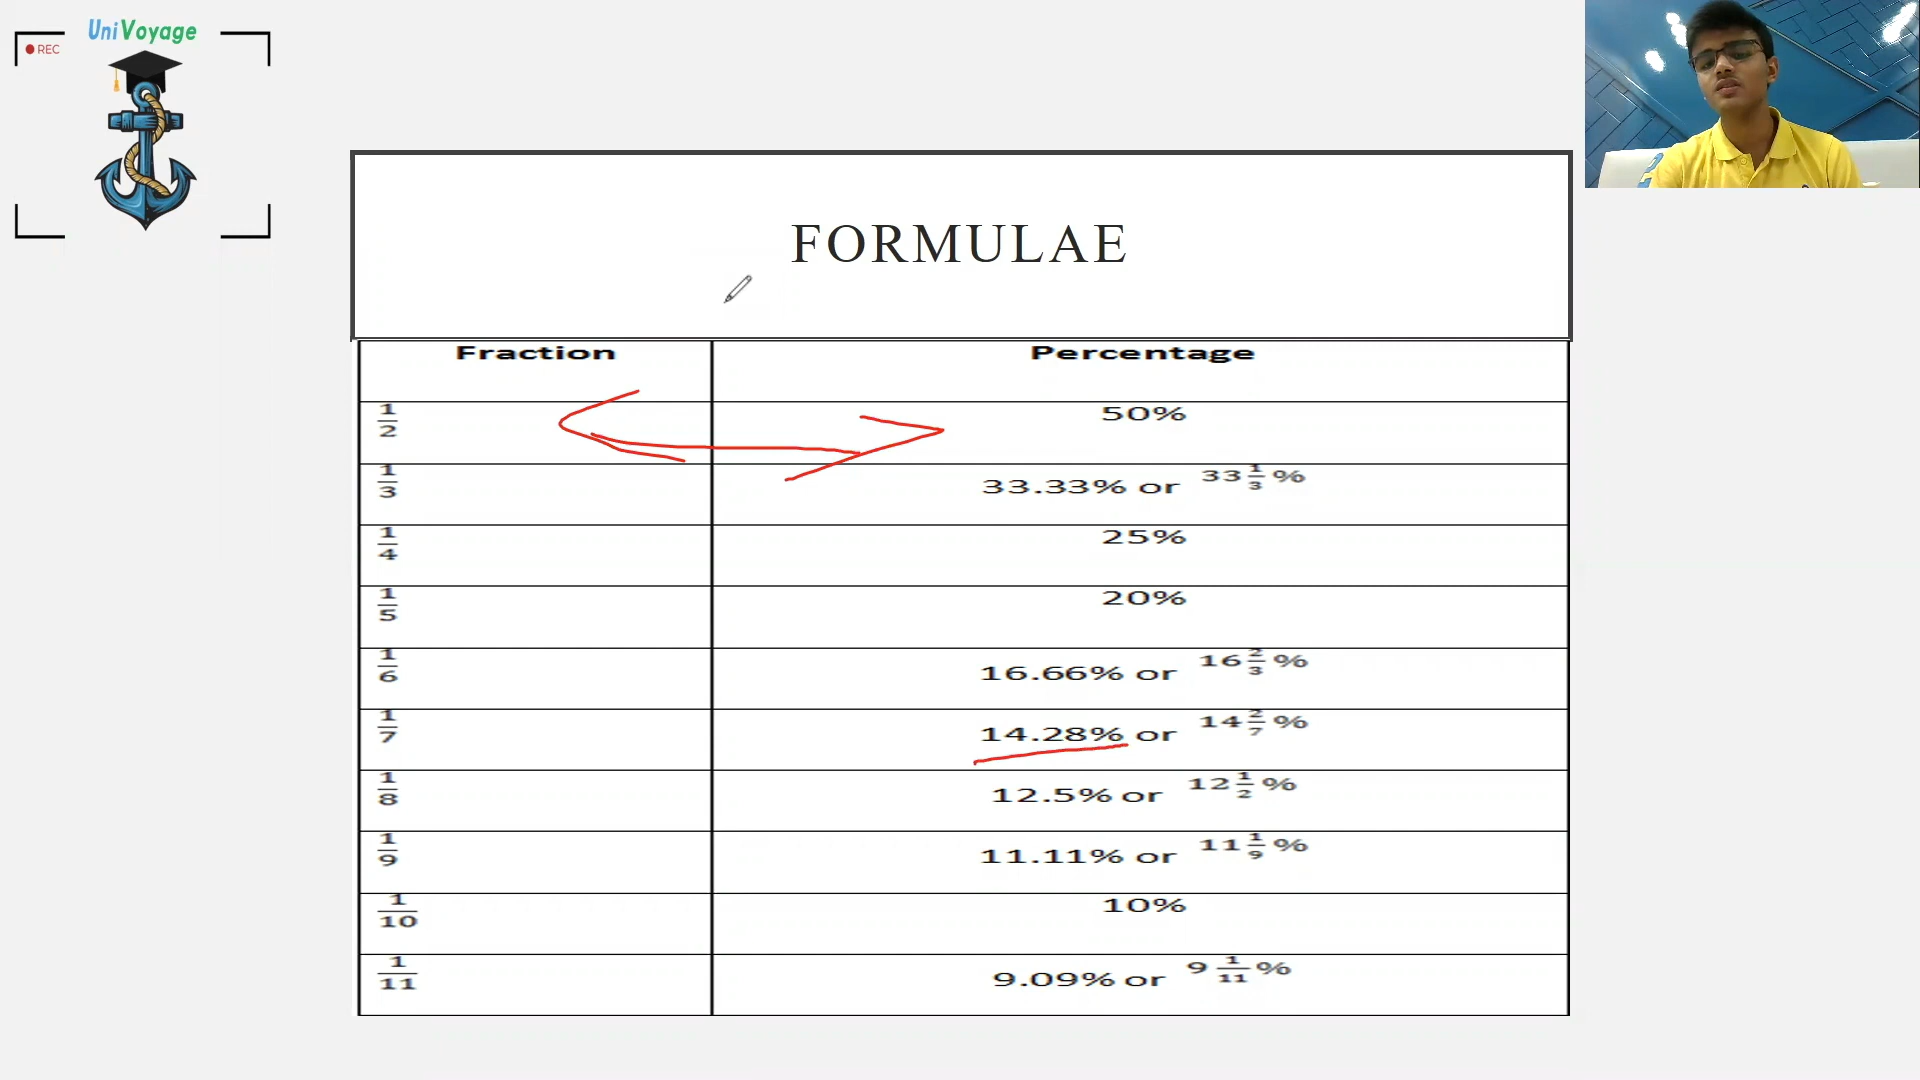 UniVoyage
REC
FORMULAE
Fraction Percentage
1/2 50%
1/3 33.33% or 33 1/3 %
1/4 25%
1/5 20%
1/6 16.66% or 16 2/3 %
1/7 14.28% or 14 2/7 %
1/8 12.5% or 12 1/2 %
1/9 11.11% or 11 1/9 %
1/10 10%
1/11 9.09% or 9 1/11 %